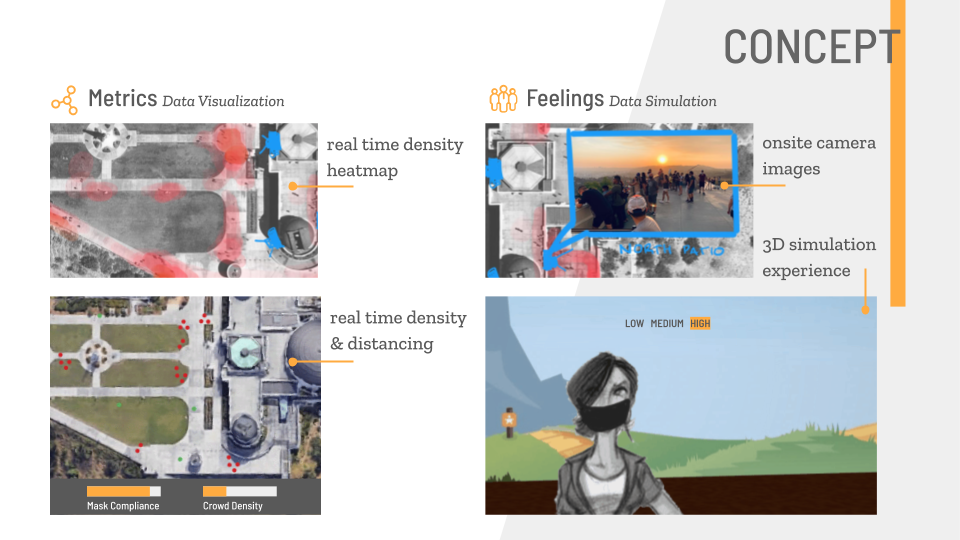 CONCEPT
Metrics Data Visualization
real time density
heatmap
real time density
& distancing
Mask Compliance
Crowd Density
Feelings Data Simulation
onsite camera
images
NORTH PATIO
3D simulation
experience
LOW MEDIUM HIGH